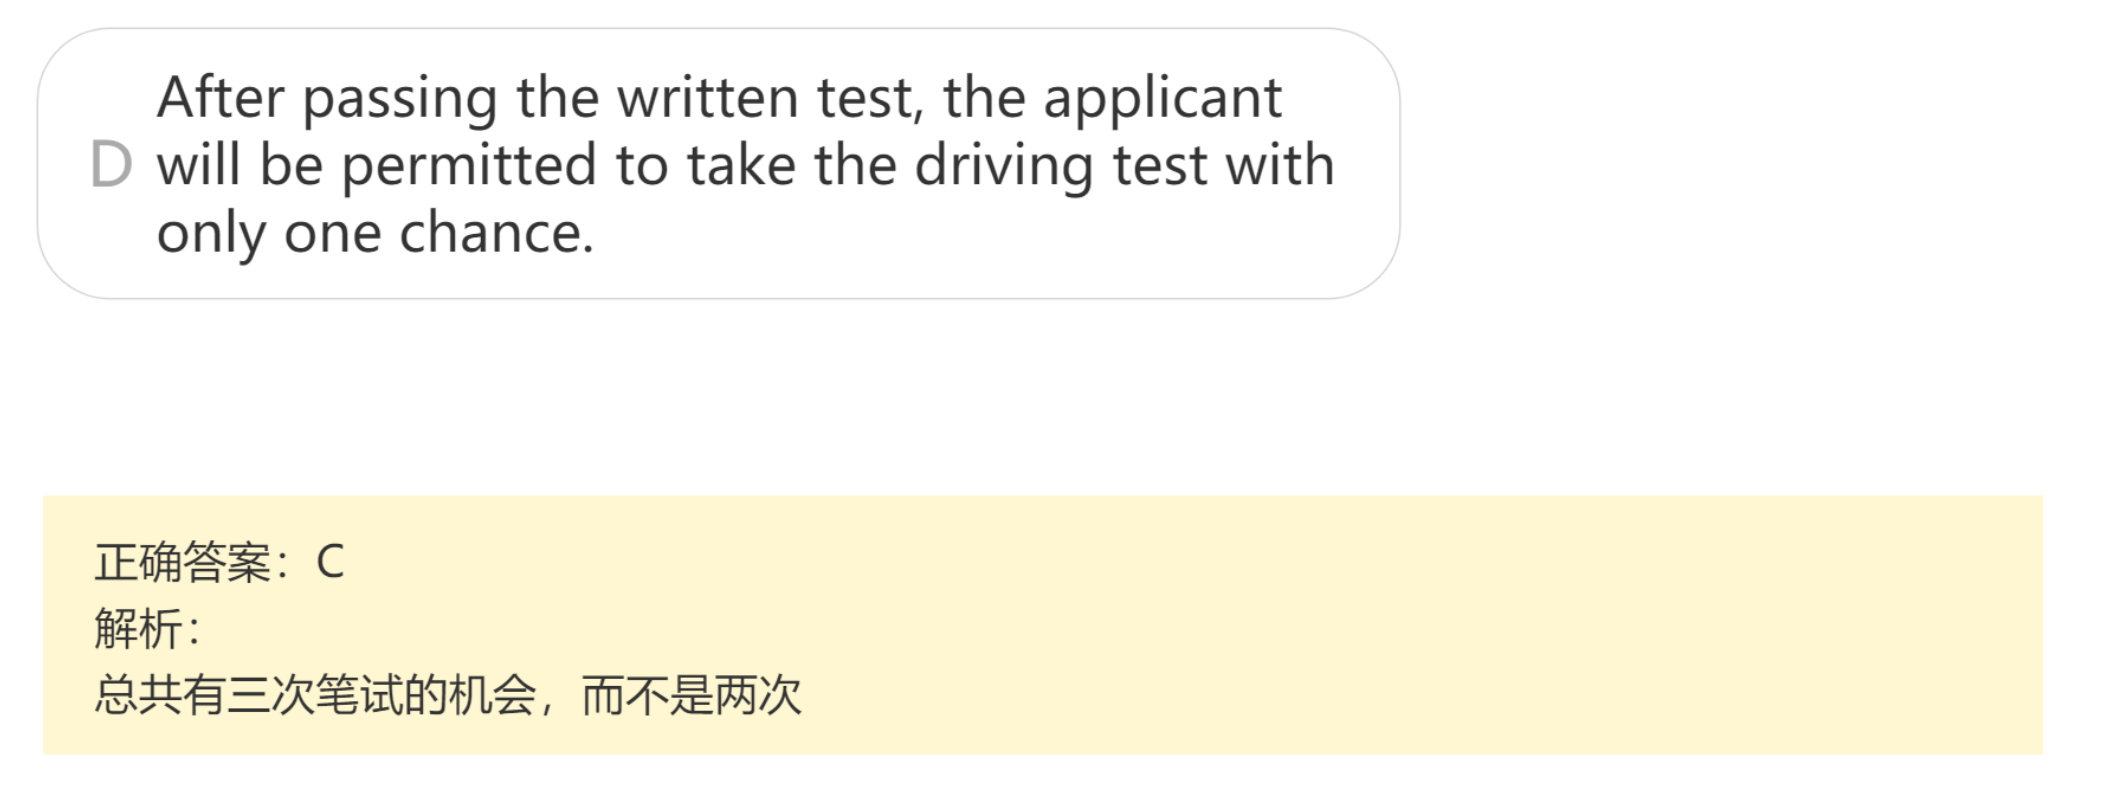 After passing the written test, the applicant
D will be permitted to take the driving test with
only one chance.
正确答案：C
解析：
总共有三次笔试的机会，而不是两次